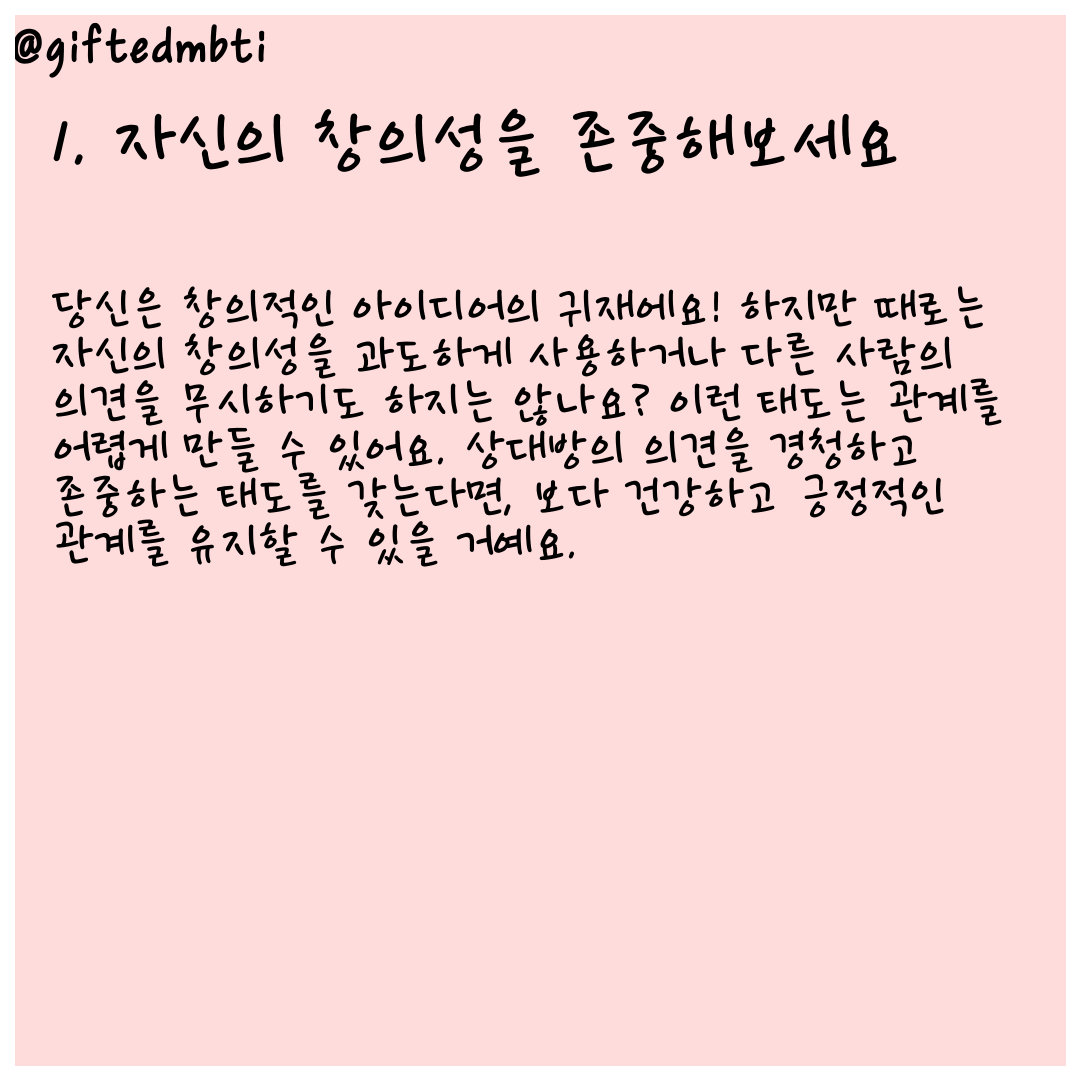 @giftedmbti
1. 자신의 창의성을 존중해보세요
당신은 창의적인 아이디어의 귀재에요! 하지만 때로는
자신의 창의성을 과도하게 사용하거나 다른 사람의
의견을 무시하기도 하지는 않나요? 이런 태도는 관계를
어렵게 만들 수 있어요. 상대방의 의견을 경청하고
존중하는 태도를 갖는다면, 보다 건강하고 긍정적인
관계를 유지할 수 있을 거예요.